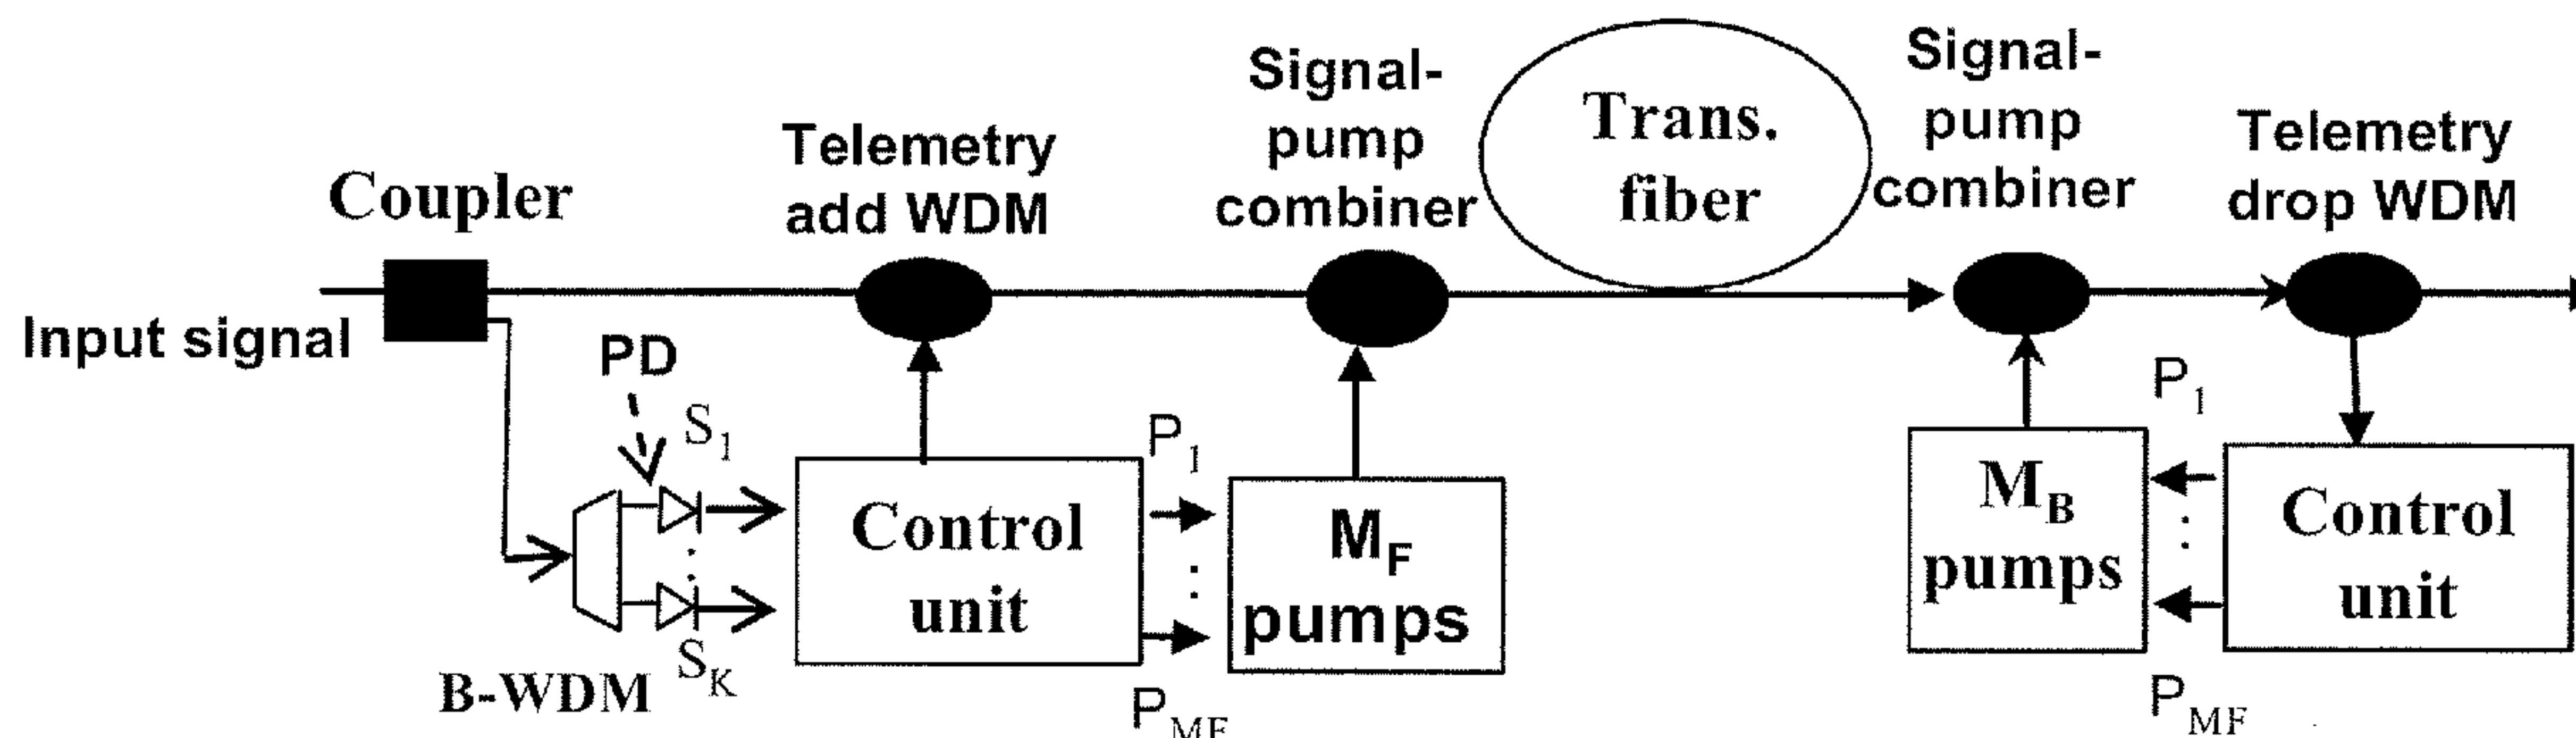 Coupler
Telemetry
add WDM
Signal-
pump
combiner
Trans.
fiber
Signal-
pump
combiner
Telemetry
drop WDM
Input signal
PD
S1
SK
B-WDM
Control
unit
P1
PMF
MF
pumps
MB
pumps
P1
PMF
Control
unit